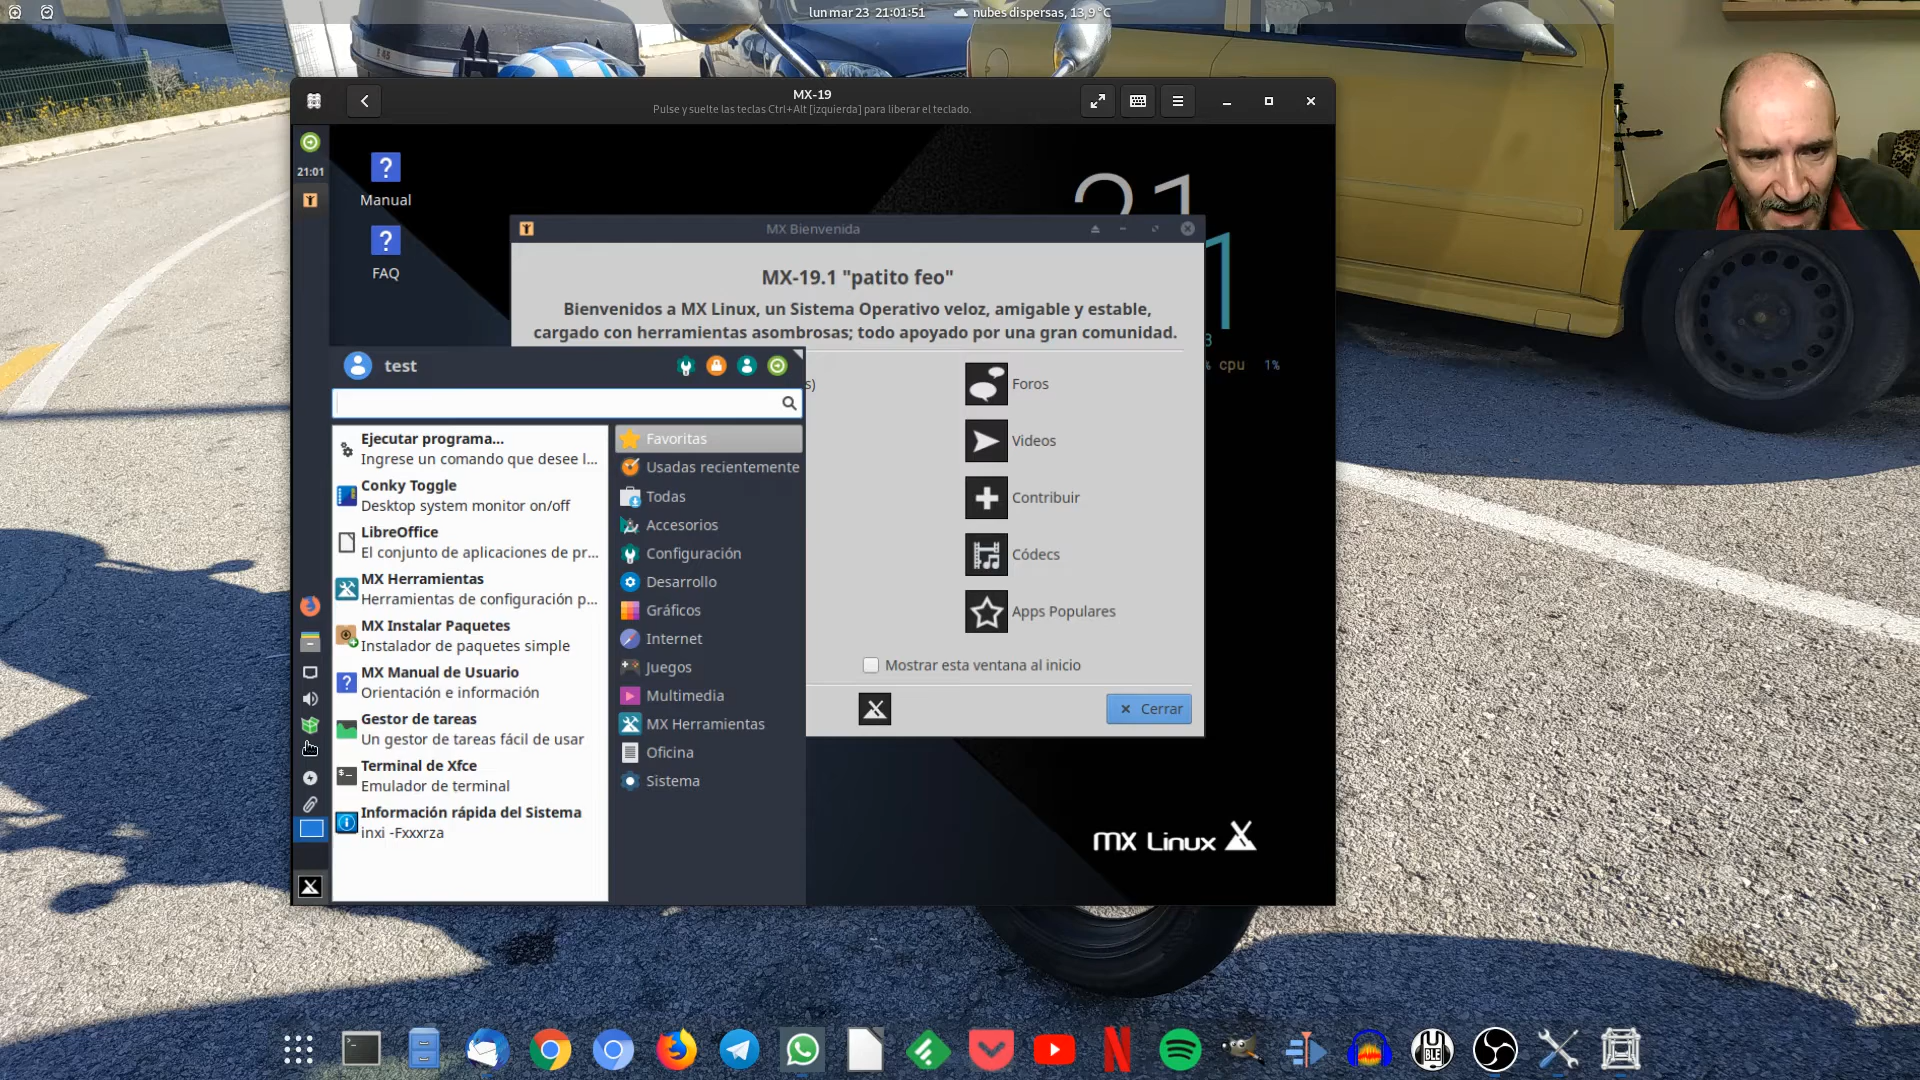 lun mar 23 21:01:51
nubes dispersas, 13,9 °C
MX-19
Pulse y suelte las teclas Ctrl+Alt [izquierda] para liberar el teclado.
21:01
Manual
FAQ
21
MX Bienvenida
MX-19.1 "patito feo"
Bienvenidos a MX Linux, un Sistema Operativo veloz, amigable y estable,
cargado con herramientas asombrosas; todo apoyado por una gran comunidad.
% cpu 1%
test
s)
Foros
Videos
Contribuir
Códecs
Apps Populares
Mostrar esta ventana al inicio
Cerrar
Ejecutar programa...
Ingrese un comando que desee l...
Conky Toggle
Desktop system monitor on/off
LibreOffice
El conjunto de aplicaciones de pr...
MX Herramientas
Herramientas de configuración p...
MX Instalar Paquetes
Instalador de paquetes simple
MX Manual de Usuario
Orientación e información
Gestor de tareas
Un gestor de tareas fácil de usar
Terminal de Xfce
Emulador de terminal
Información rápida del Sistema
inxi -Fxxxrza
Favoritas
Usadas recientemente
Todas
Accesorios
Configuración
Desarrollo
Gráficos
Internet
Juegos
Multimedia
MX Herramientas
Oficina
Sistema
MX Linux